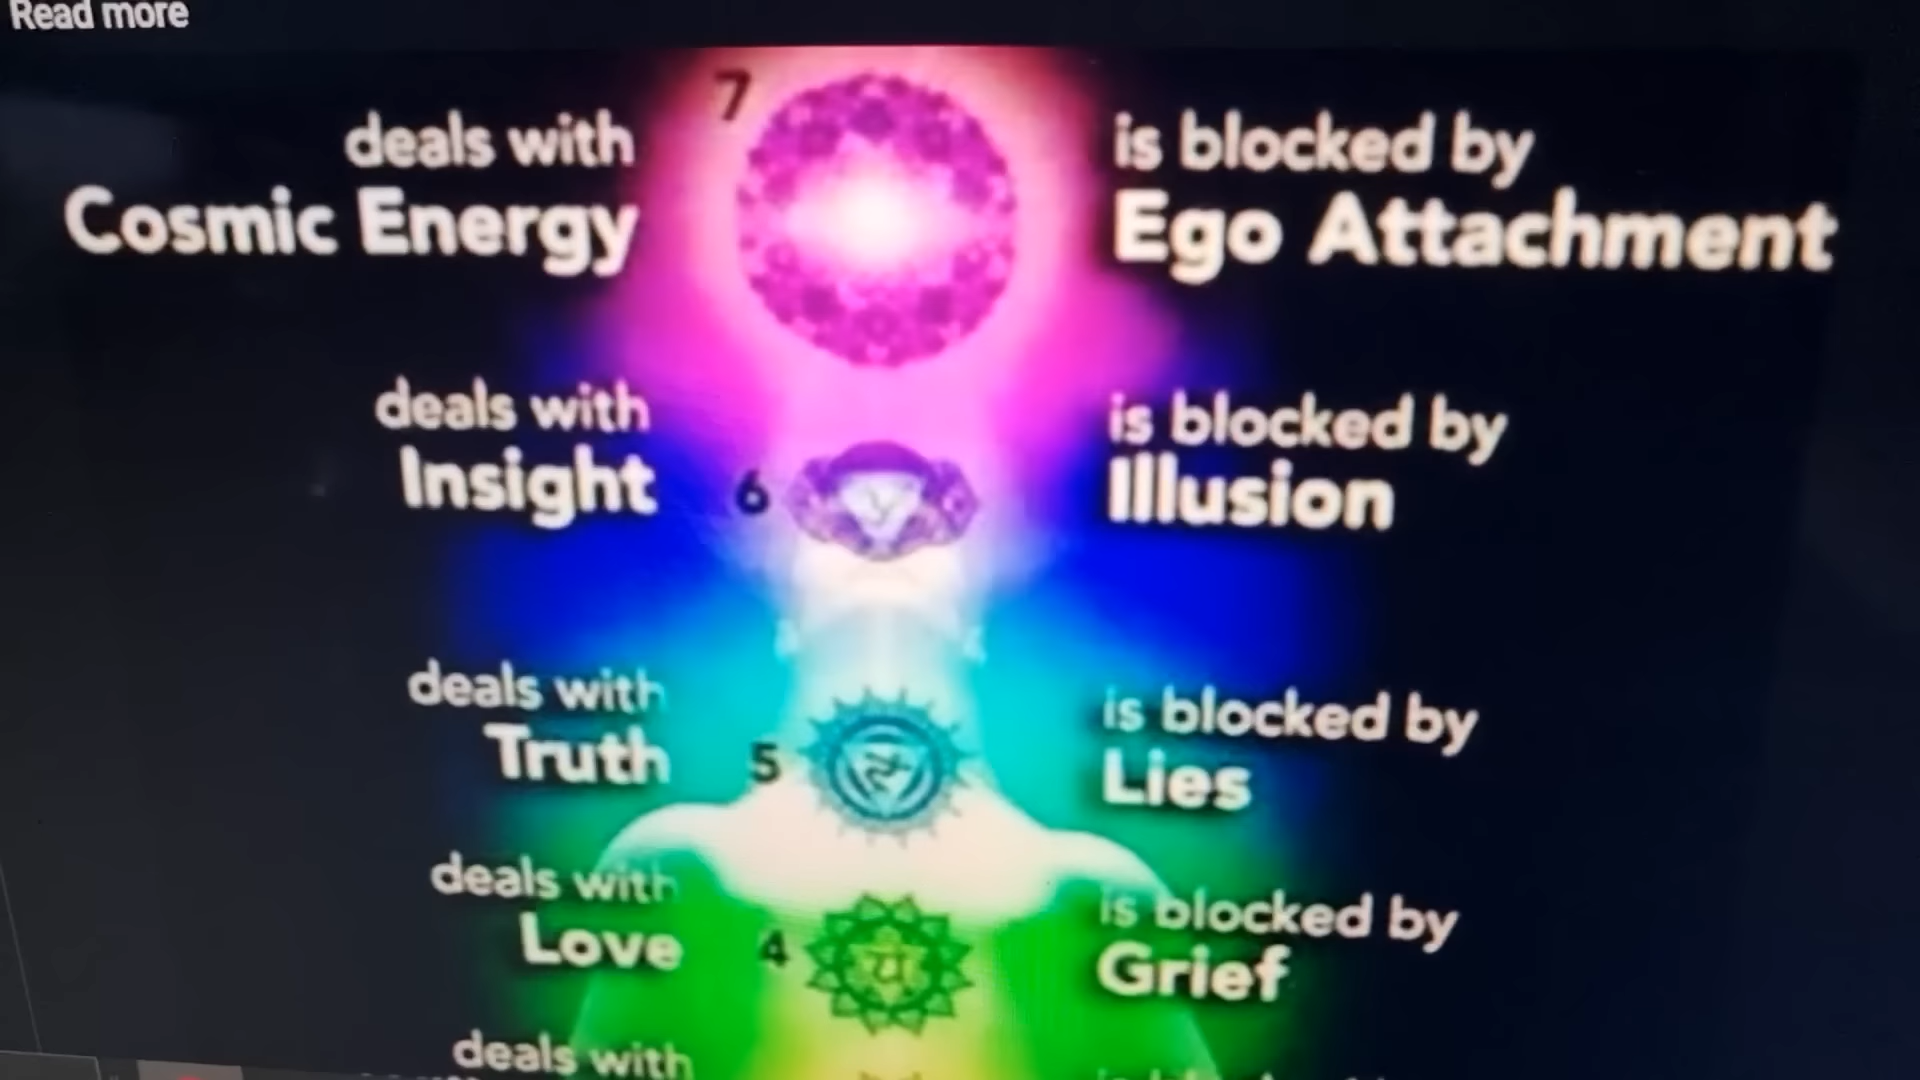 Read more
7
deals with
Cosmic Energy
is blocked by
Ego Attachment
deals with
Insight
6
is blocked by
Illusion
deals with
Truth
5
is blocked by
Lies
deals with
Love
4
यं
is blocked by
Grief
deals with